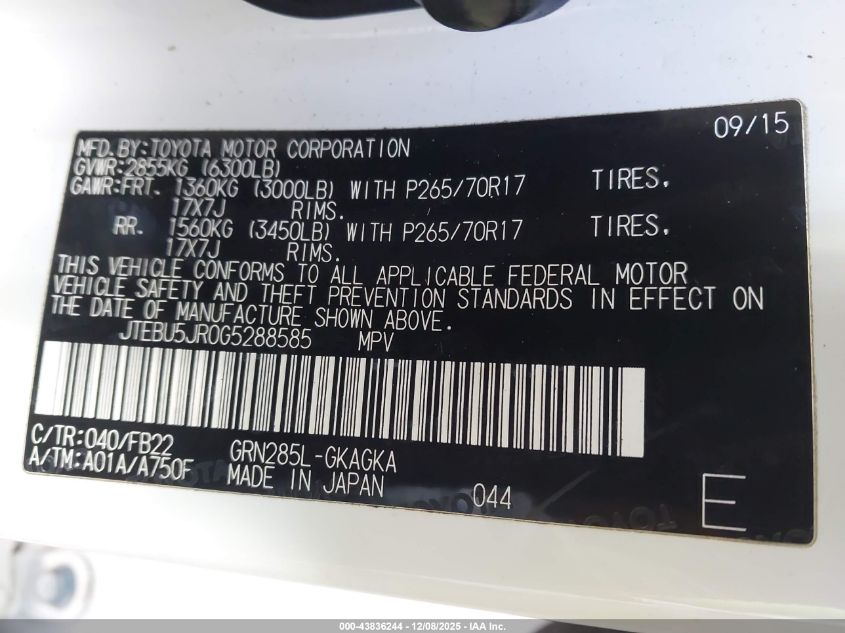 09/15
MFD.BY:TOYOTA MOTOR CORPORATION
GVWR:2855KG (6300LB)
GAWR:FRT. 1360KG (3000LB) WITH P265/70R17 TIRES.
17X7J RIMS.
RR. 1560KG (3450LB) WITH P265/70R17 TIRES.
17X7J RIMS.
THIS VEHICLE CONFORMS TO ALL APPLICABLE FEDERAL MOTOR
VEHICLE SAFETY AND THEFT PREVENTION STANDARDS IN EFFECT ON
THE DATE OF MANUFACTURE SHOWN ABOVE.
JTEBU5JR0G5288585 MPV
C/TR:040/FB22 GRN285L-GKAGKA
A/TM:A01A/A750F MADE IN JAPAN 044 E
TOYOTA TOYOTA TOYOTA
000-43836244 - 12/08/2025 - IAA Inc.